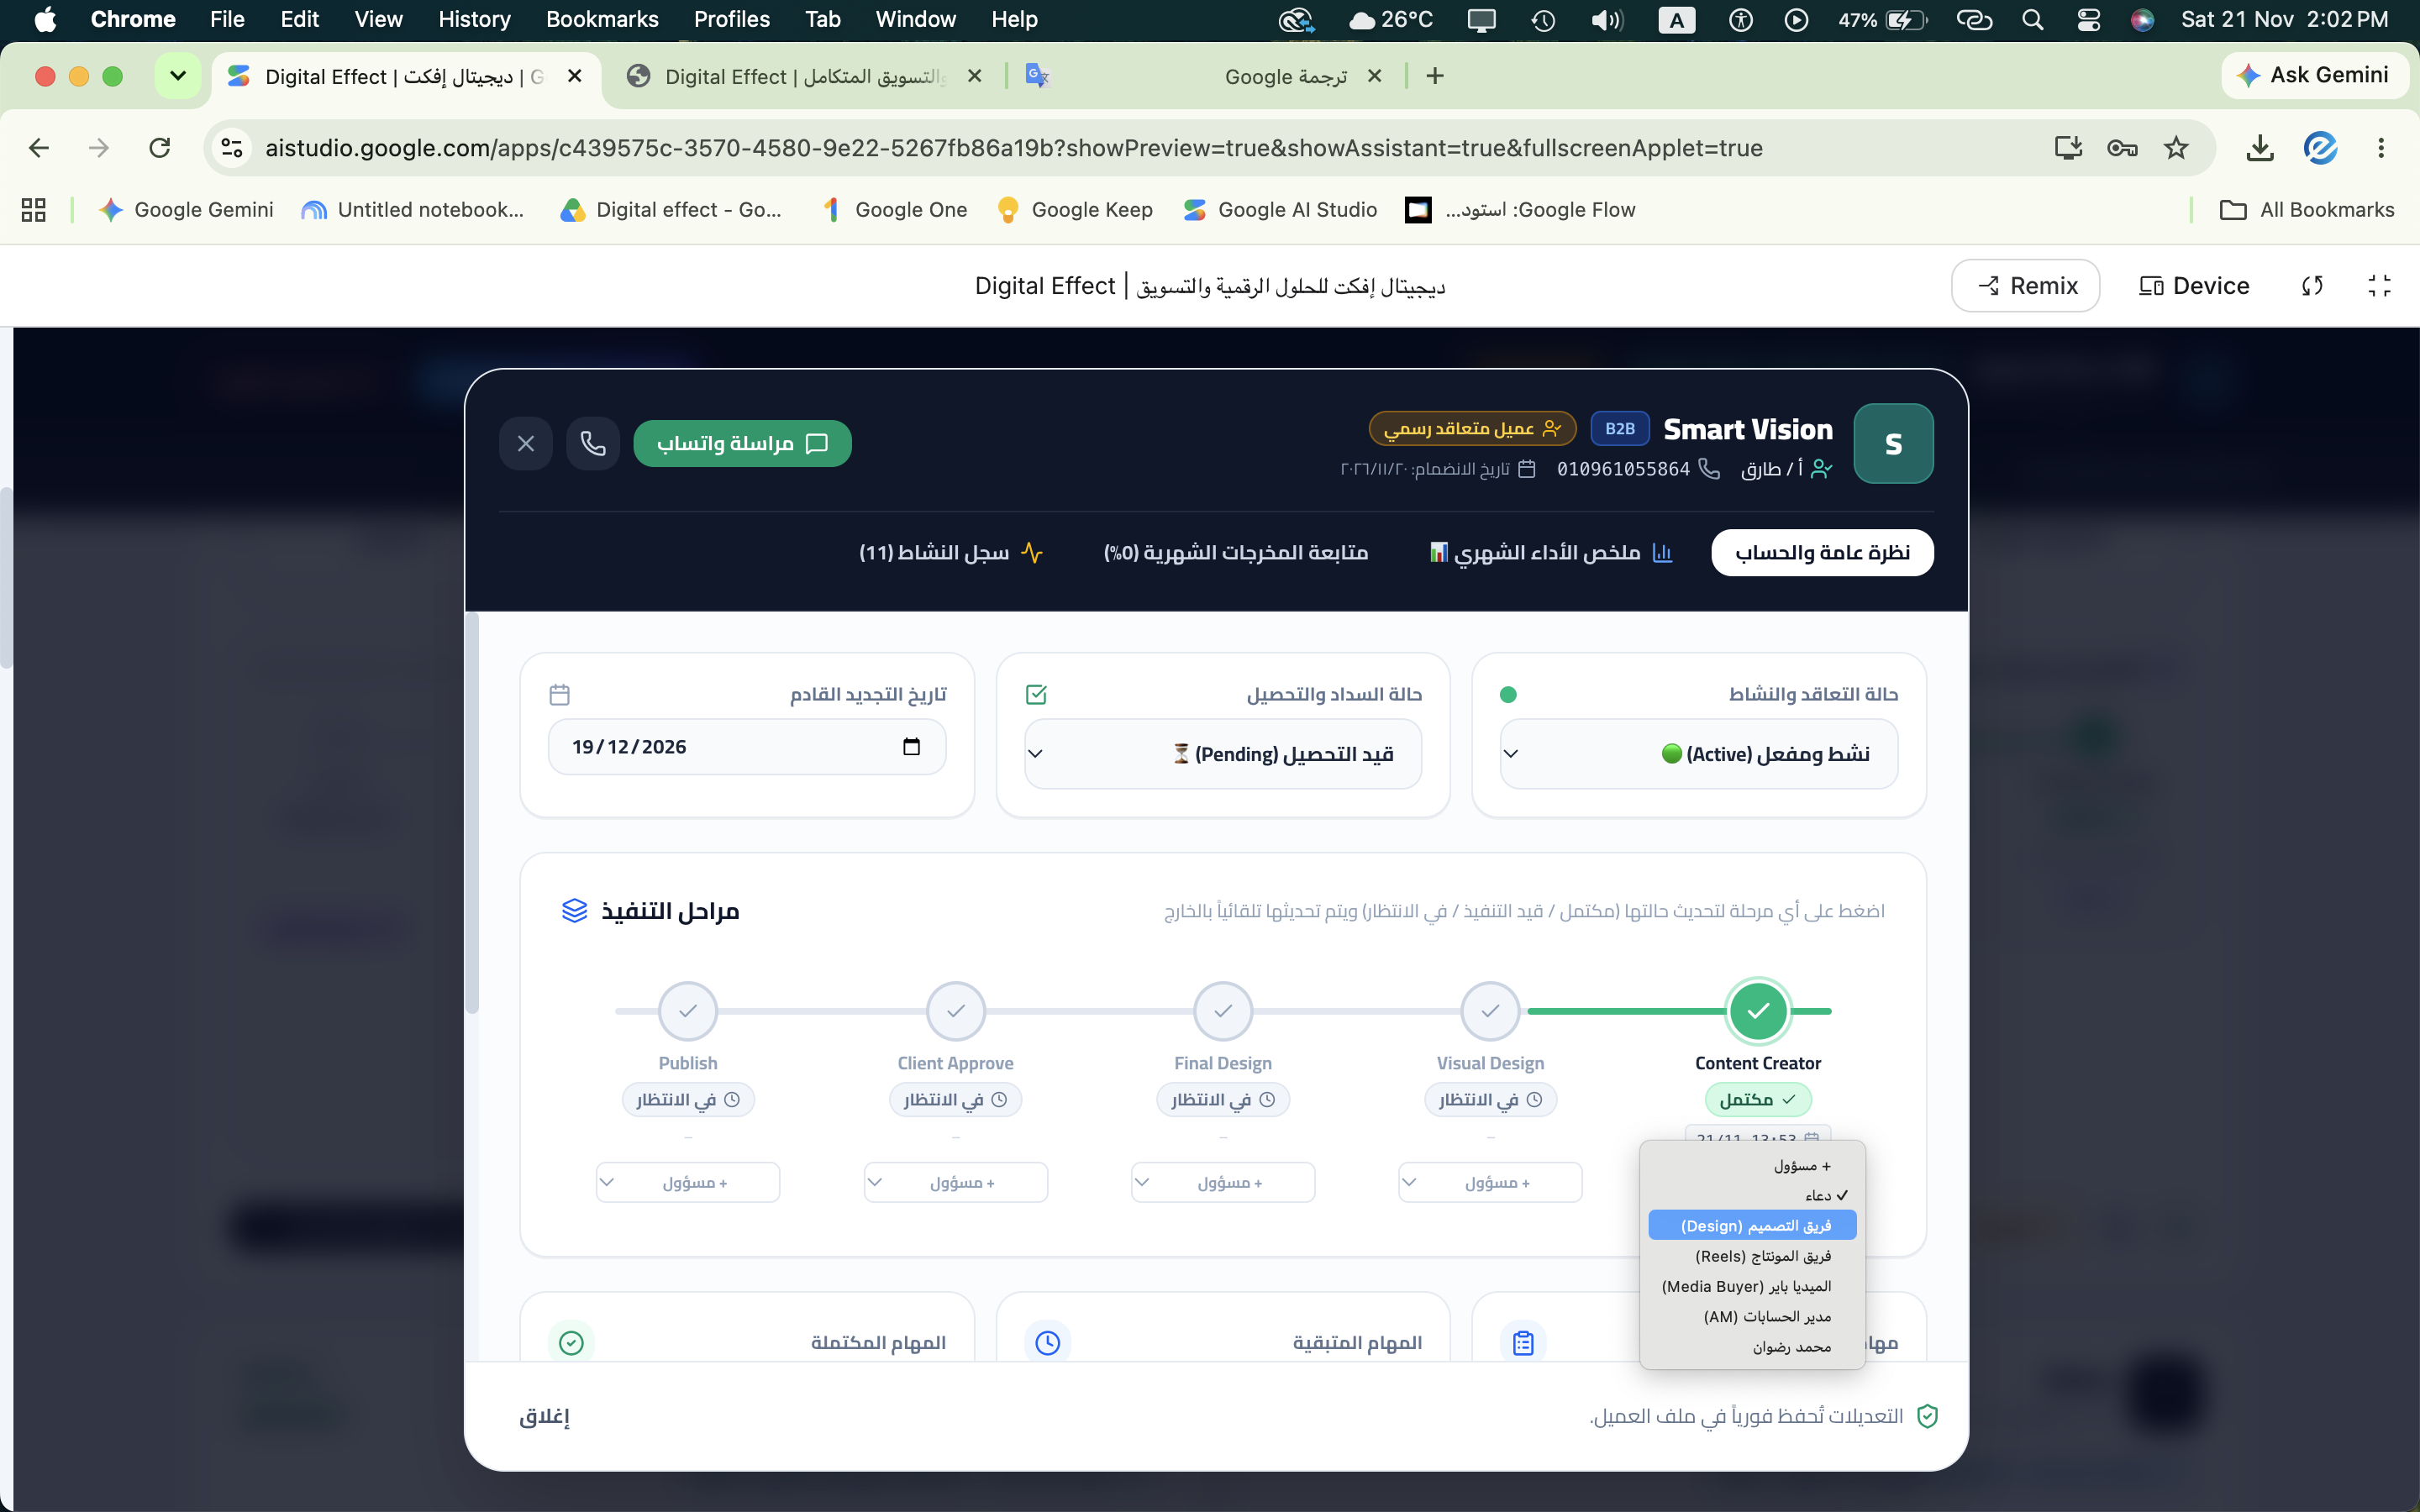 Chrome File Edit View History Bookmarks Profiles Tab Window Help 26°C A 47% Sat 21 Nov 2:02 PM
Digital Effect | ديجيتال إفكت | G
Digital Effect | والتسويق المتكامل
ترجمة Google
Ask Gemini
aistudio.google.com/apps/c439575c-3570-4580-9e22-5267fb86a19b?showPreview=true&showAssistant=true&fullscreenApplet=true
Google Gemini Untitled notebook... Digital effect - Go... Google One Google Keep Google AI Studio Google Flow: استود... All Bookmarks
ديجيتال إفكت للحلول الرقمية والتسويق | Digital Effect
Remix Device
S
Smart Vision B2B عميل متعاقد رسمي
أ / طارق 010961055864 تاريخ الانضمام: ٢٠٢٦/١١/٢٠
مراسلة واتساب
نظرة عامة والحساب ملخص الأداء الشهري متابعة المخرجات الشهرية (0%) سجل النشاط (11)
حالة التعاقد والنشاط
نشط ومفعل (Active)
حالة السداد والتحصيل
قيد التحصيل (Pending)
تاريخ التجديد القادم
19/12/2026
مراحل التنفيذ
اضغط على أي مرحلة لتحديث حالتها (مكتمل / قيد التنفيذ / في الانتظار) ويتم تحديثها تلقائياً بالخارج
Content Creator
مكتمل
21/11 13:53
Visual Design
في الانتظار
–
+ مسؤول
Final Design
في الانتظار
–
+ مسؤول
Client Approve
في الانتظار
–
+ مسؤول
Publish
في الانتظار
–
+ مسؤول
+ مسؤول
دعاء
فريق التصميم (Design)
فريق المونتاج (Reels)
الميديا باير (Media Buyer)
مدير الحسابات (AM)
محمد رضوان
المهام المتبقية
المهام المكتملة
التعديلات تُحفظ فورياً في ملف العميل.
إغلاق